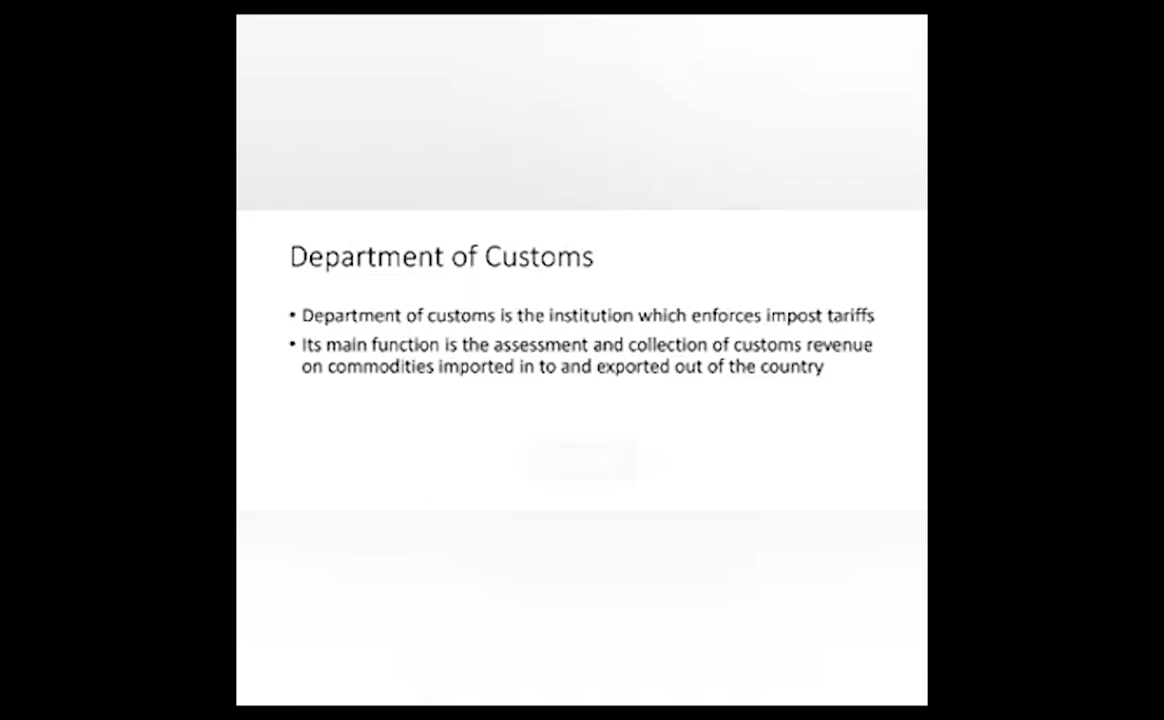 Department of Customs
• Department of customs is the institution which enforces impost tariffs
• Its main function is the assessment and collection of customs revenue
on commodities imported in to and exported out of the country